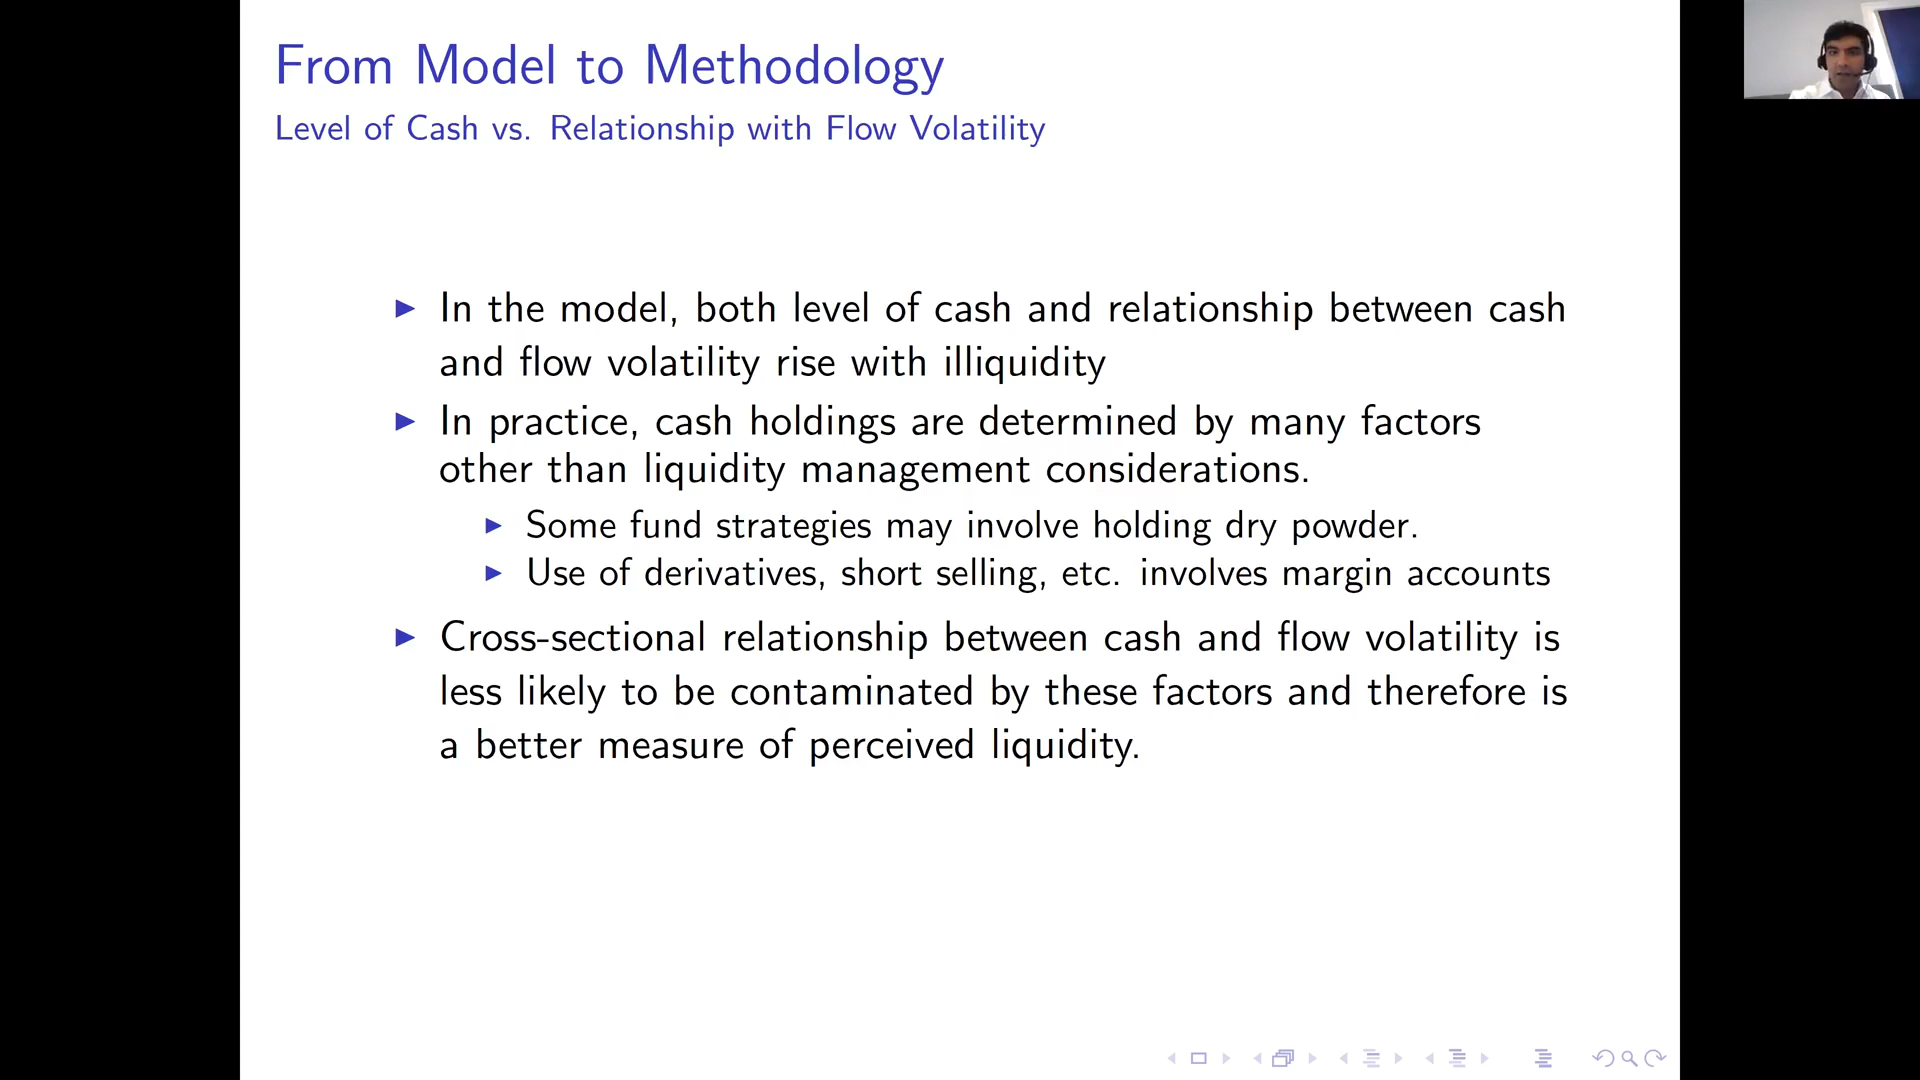 From Model to Methodology
Level of Cash vs. Relationship with Flow Volatility
In the model, both level of cash and relationship between cash
and flow volatility rise with illiquidity
In practice, cash holdings are determined by many factors
other than liquidity management considerations.
Some fund strategies may involve holding dry powder.
Use of derivatives, short selling, etc. involves margin accounts
Cross-sectional relationship between cash and flow volatility is
less likely to be contaminated by these factors and therefore is
a better measure of perceived liquidity.